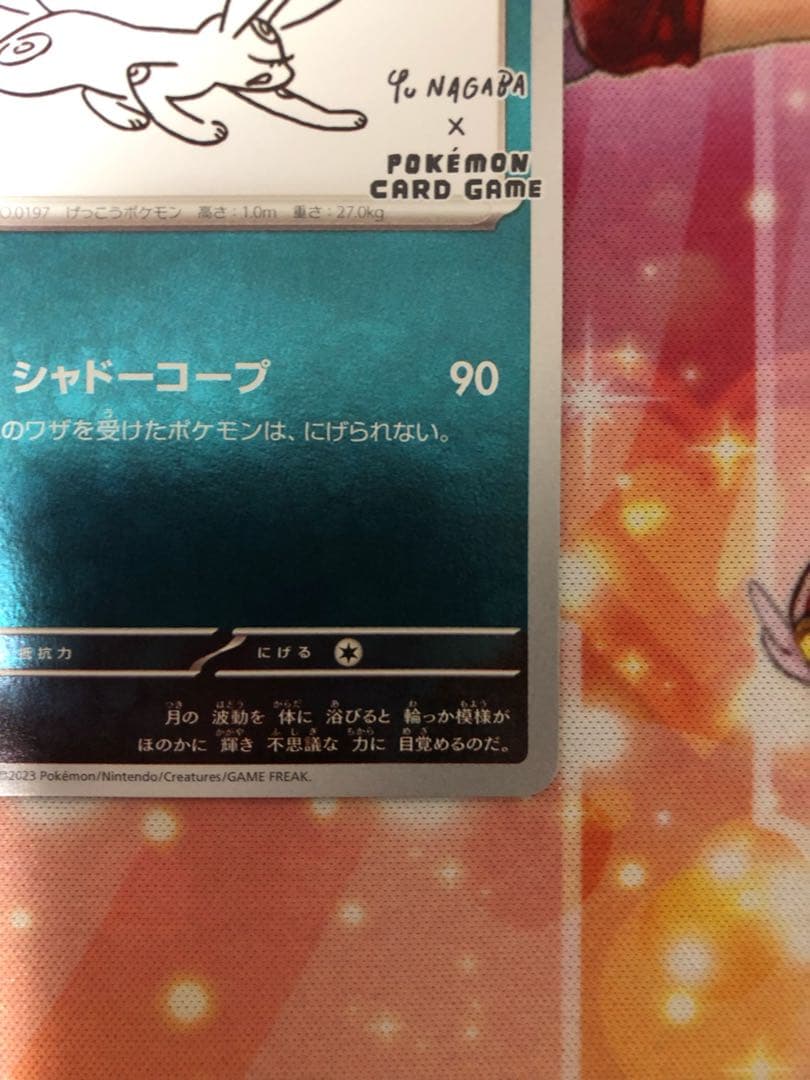 Yu NAGABA
X
POKÉMON
CARD GAME
O.0197 げっこうポケモン 高さ：1.0m 重さ：27.0kg
シャドーコープ 90
のワザを受けたポケモンは、にげられない。
抵抗力 にげる
月の 波動を 体に 浴びると 輪っか模様が
ほのかに 輝き 不思議な 力に 目覚めるのだ。
©2023 Pokémon/Nintendo/Creatures/GAME FREAK.